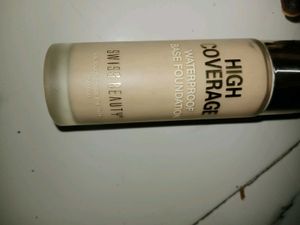 HIGH
COVERAGE
WATERPROOF
BASE FOUNDATION
SWISS BEAUTY